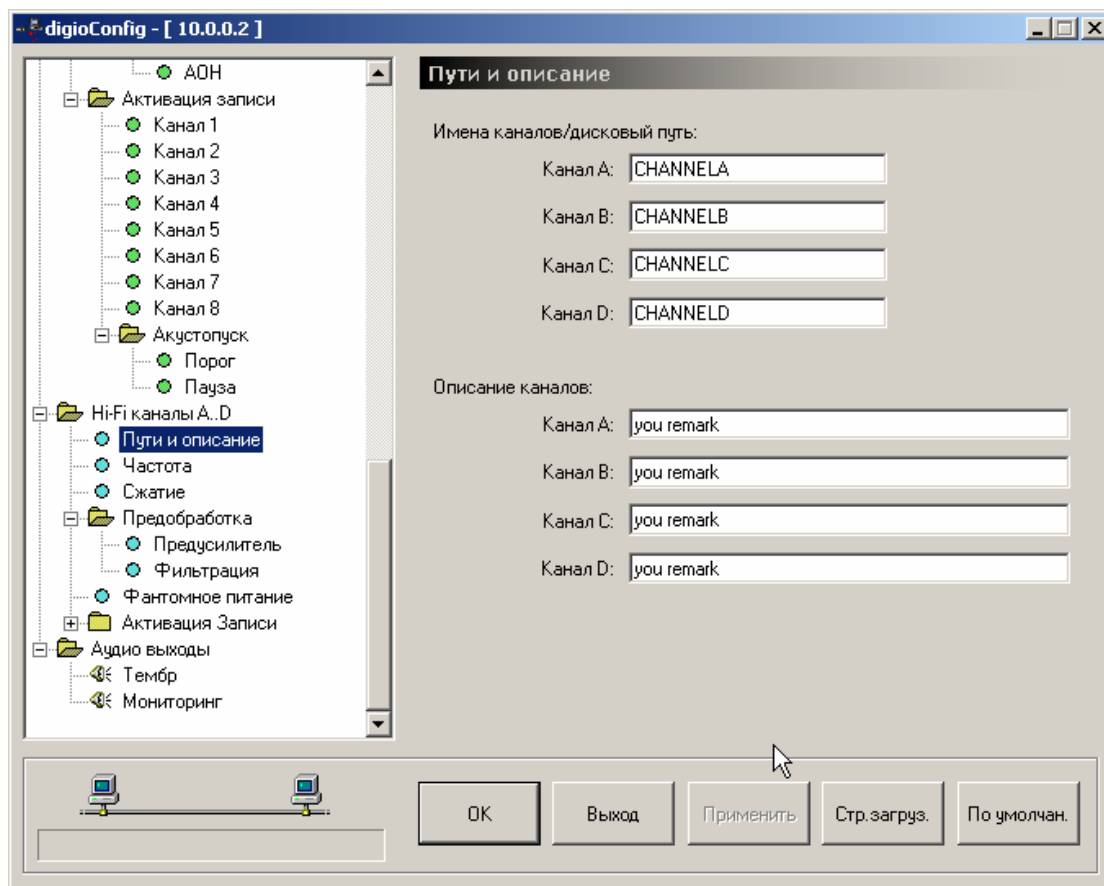 digioConfig - [ 10.0.0.2 ]
АОН
Активация записи
Канал 1
Канал 2
Канал 3
Канал 4
Канал 5
Канал 6
Канал 7
Канал 8
Акустопуск
Порог
Пауза
Hi-Fi каналы A..D
Пути и описание
Частота
Сжатие
Предобработка
Предусилитель
Фильтрация
Фантомное питание
Активация Записи
Аудио выходы
Тембр
Мониторинг
Пути и описание
Имена каналов/дисковый путь:
Канал A: CHANNELA
Канал B: CHANNELB
Канал C: CHANNELC
Канал D: CHANNELD
Описание каналов:
Канал A: you remark
Канал B: you remark
Канал C: you remark
Канал D: you remark
OK
Выход
Применить
Стр.загруз.
По умолчан.